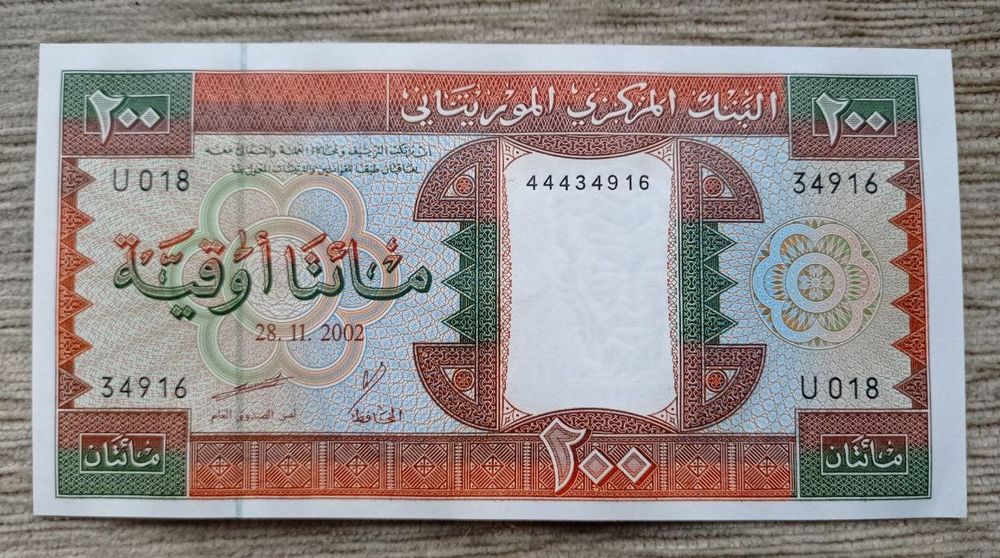 البنك المركزي الموريتاني
٢٠٠
٢٠٠
U 018
44434916
34916
مائتا أوقية
28. 11. 2002
34916
U 018
أمين الصندوق العام
المحافظ
مائتان
٢٠٠
مائتان